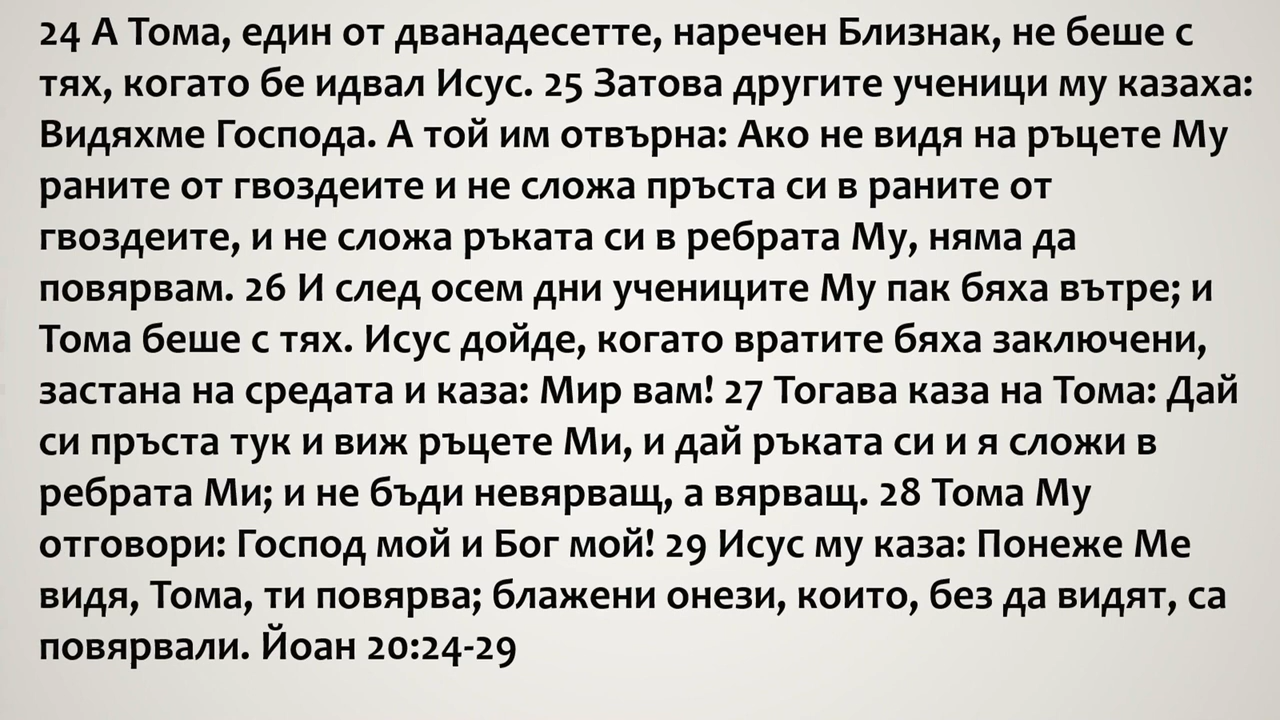 24 А Тома, един от дванадесетте, наречен Близнак, не беше с
тях, когато бе идвал Исус. 25 Затова другите ученици му казаха:
Видяхме Господа. А той им отвърна: Ако не видя на ръцете Му
раните от гвоздеите и не сложа пръста си в раните от
гвоздеите, и не сложа ръката си в ребрата Му, няма да
повярвам. 26 И след осем дни учениците Му пак бяха вътре; и
Тома беше с тях. Исус дойде, когато вратите бяха заключени,
застана на средата и каза: Мир вам! 27 Тогава каза на Тома: Дай
си пръста тук и виж ръцете Ми, и дай ръката си и я сложи в
ребрата Ми; и не бъди невярващ, а вярващ. 28 Тома Му
отговори: Господ мой и Бог мой! 29 Исус му каза: Понеже Ме
видя, Тома, ти повярва; блажени онези, които, без да видят, са
повярвали. Йоан 20:24-29